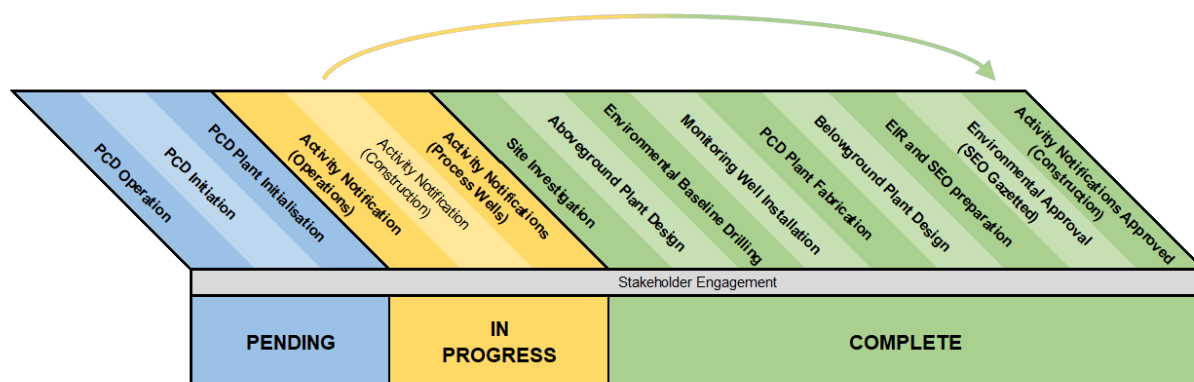 PCD Operation
PCD Initiation
PCD Plant Initialisation
Activity Notification
(Operations)
Activity Notification
(Construction)
Activity Notifications
(Process Wells)
Site Investigation
Aboveground Plant Design
Environmental Baseline Drilling
Monitoring Well Installation
PCD Plant Fabrication
Belowground Plant Design
EIR and SEO preparation
Environmental Approval
(SEO Gazetted)
Activity Notifications Approved
(Construction)
Stakeholder Engagement
PENDING
IN
PROGRESS
COMPLETE